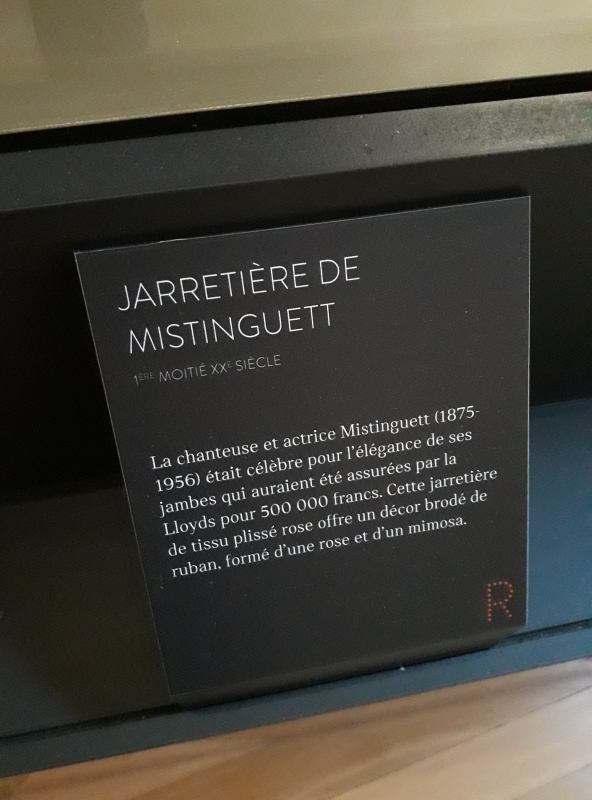 JARRETIÈRE DE
MISTINGUETT
1ÈRE MOITIÉ XXE SIÈCLE
La chanteuse et actrice Mistinguett (1875-
1956) était célèbre pour l'élégance de ses
jambes qui auraient été assurées par la
Lloyds pour 500 000 francs. Cette jarretière
de tissu plissé rose offre un décor brodé de
ruban, formé d'une rose et d'un mimosa.
R